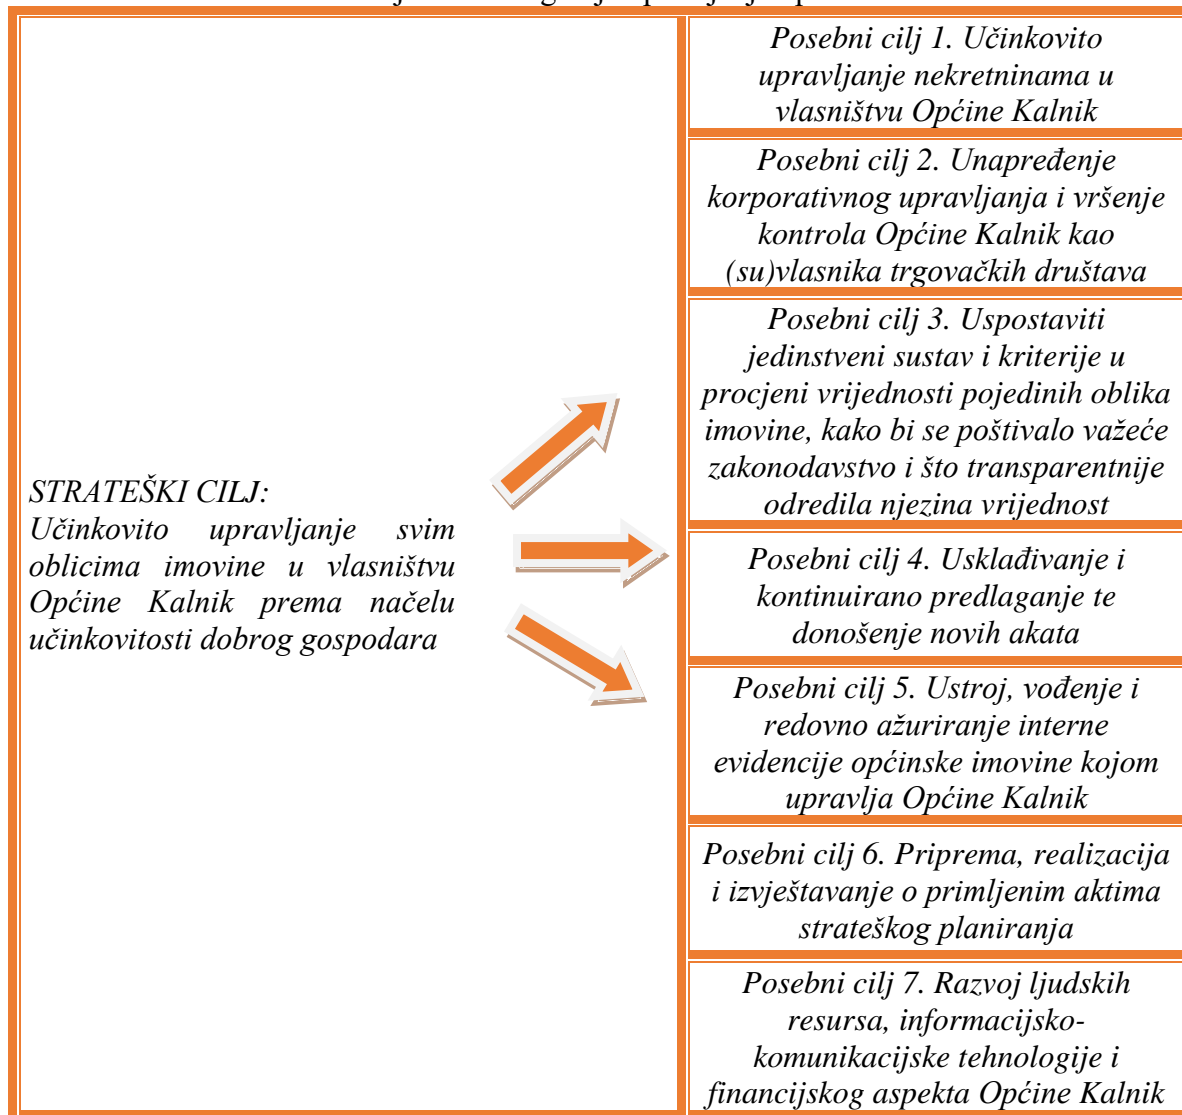 STRATEŠKI CILJ:
Učinkovito upravljanje svim
oblicima imovine u vlasništvu
Općine Kalnik prema načelu
učinkovitosti dobrog gospodara
Posebni cilj 1. Učinkovito
upravljanje nekretninama u
vlasništvu Općine Kalnik
Posebni cilj 2. Unapređenje
korporativnog upravljanja i vršenje
kontrola Općine Kalnik kao
(su)vlasnika trgovačkih društava
Posebni cilj 3. Uspostaviti
jedinstveni sustav i kriterije u
procjeni vrijednosti pojedinih oblika
imovine, kako bi se poštivalo važeće
zakonodavstvo i što transparentnije
odredila njezina vrijednost
Posebni cilj 4. Usklađivanje i
kontinuirano predlaganje te
donošenje novih akata
Posebni cilj 5. Ustroj, vođenje i
redovno ažuriranje interne
evidencije općinske imovine kojom
upravlja Općine Kalnik
Posebni cilj 6. Priprema, realizacija
i izvještavanje o primljenim aktima
strateškog planiranja
Posebni cilj 7. Razvoj ljudskih
resursa, informacijsko-
komunikacijske tehnologije i
financijskog aspekta Općine Kalnik